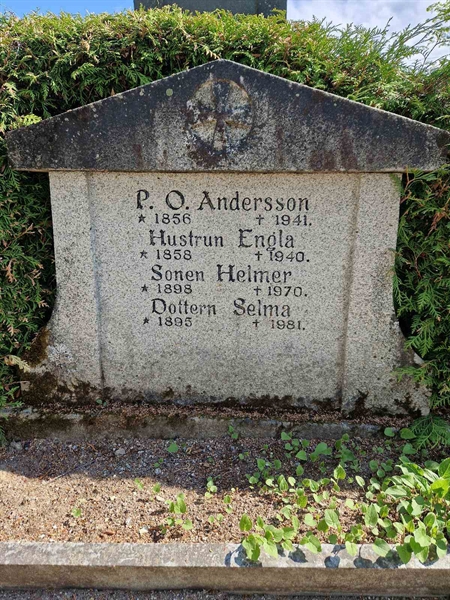 P. O. Andersson
* 1856 † 1941.
Hustrun Engla
* 1858 † 1940.
Sonen Helmer
* 1898 † 1970.
Dottern Selma
* 1895 † 1981.